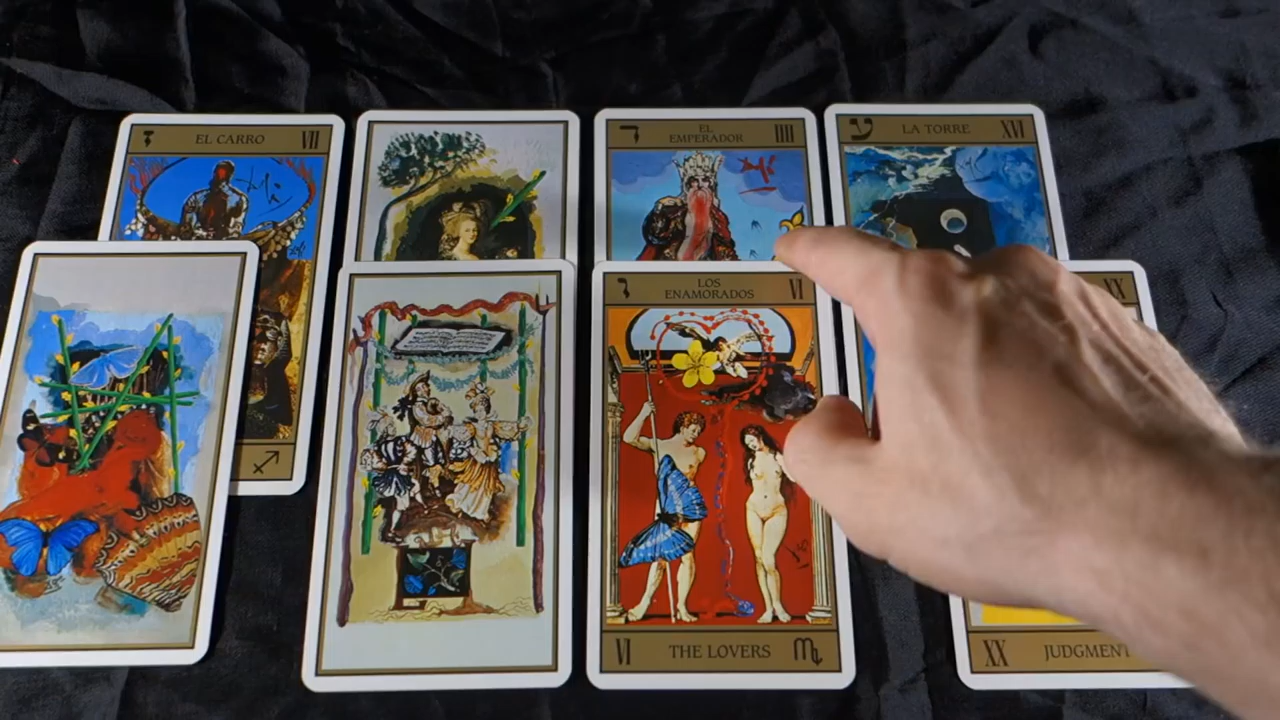 EL CARRO VII
EL
EMPERADOR IIII
ד
LA TORRE XVI
ע
LOS
ENAMORADOS VI
XX
VI THE LOVERS
XX JUDGMENT